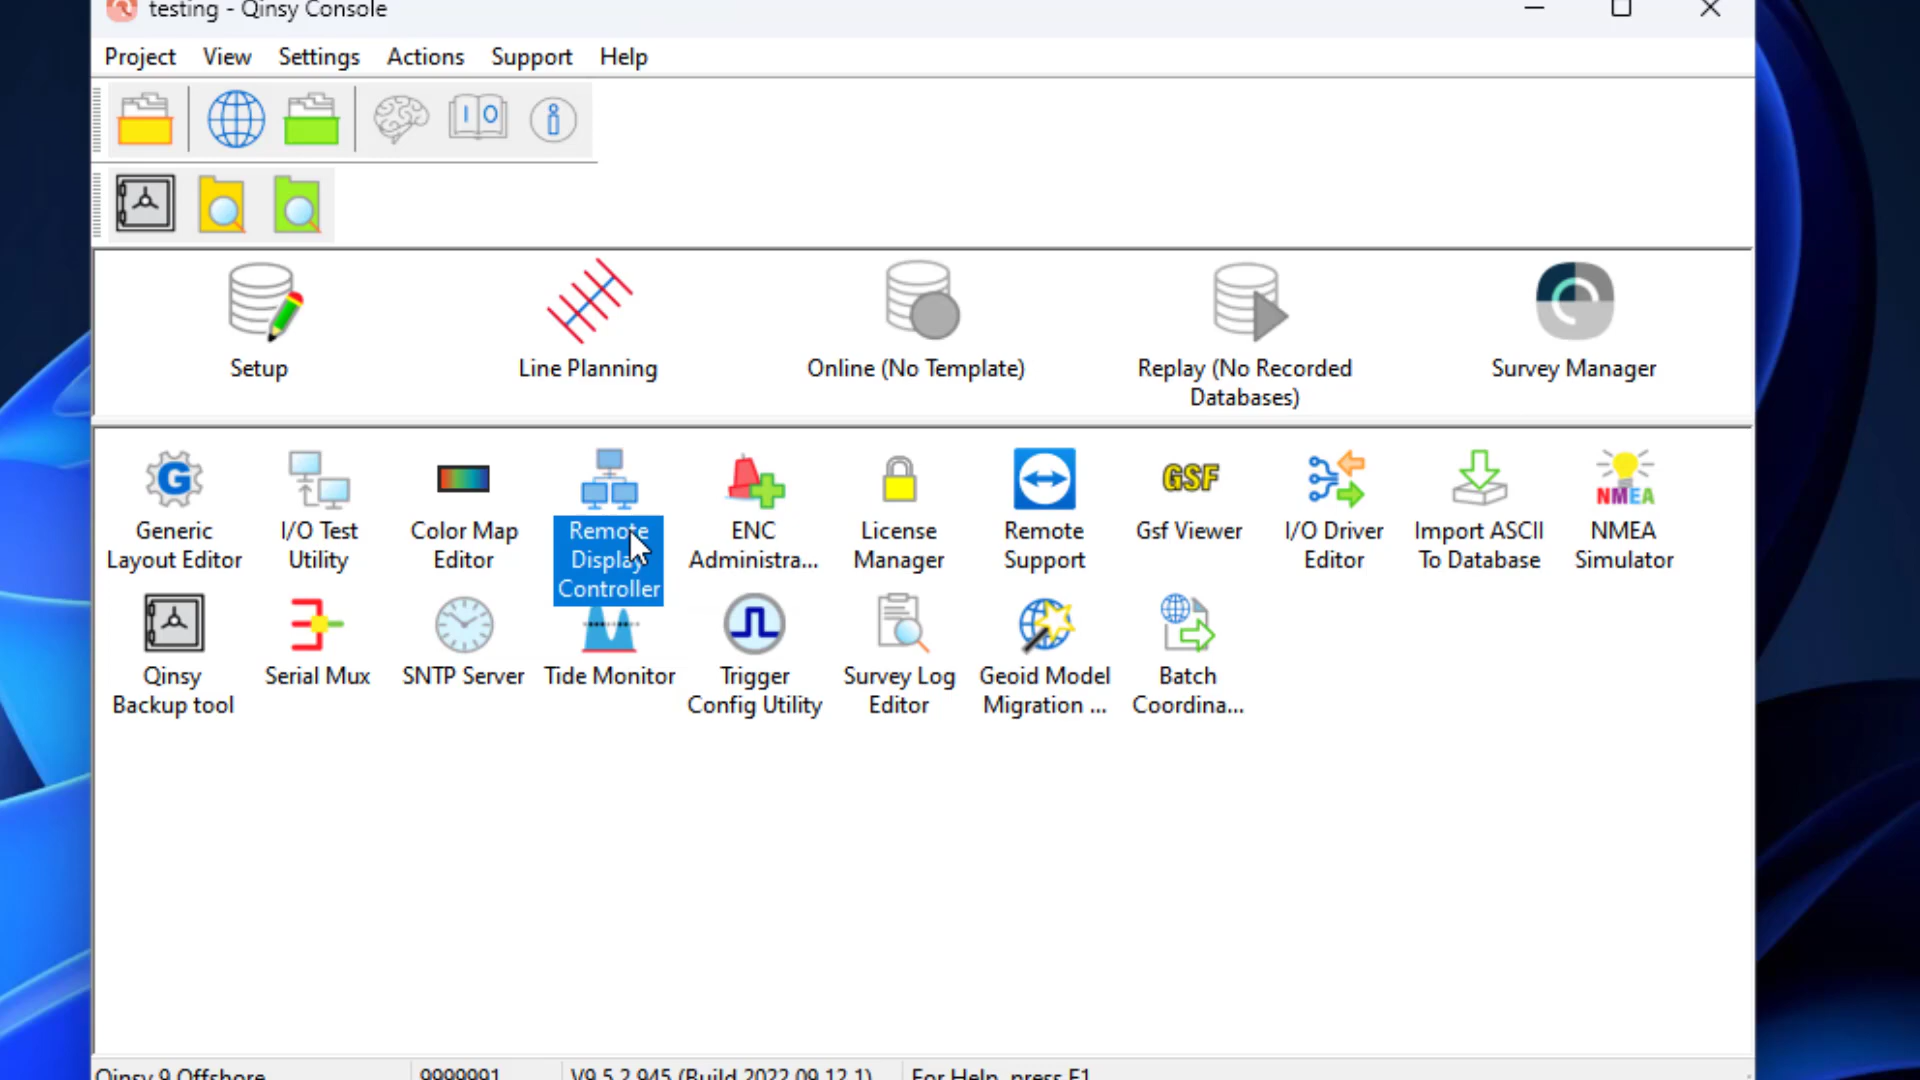 testing - Qinsy Console
Project View Settings Actions Support Help
I O
Setup
Line Planning
Online (No Template)
Replay (No Recorded
Databases)
Survey Manager
G
GSF
NMEA
Generic
Layout Editor
I/O Test
Utility
Color Map
Editor
Remote
Display
Controller
ENC
Administra...
License
Manager
Remote
Support
Gsf Viewer
I/O Driver
Editor
Import ASCII
To Database
NMEA
Simulator
Qinsy
Backup tool
Serial Mux
SNTP Server
Tide Monitor
Trigger
Config Utility
Survey Log
Editor
Geoid Model
Migration ...
Batch
Coordina...
Qinsy 9 Offshore 9999991 V9.5.2.945 (Build 2022.09.12.1) For Help, press F1